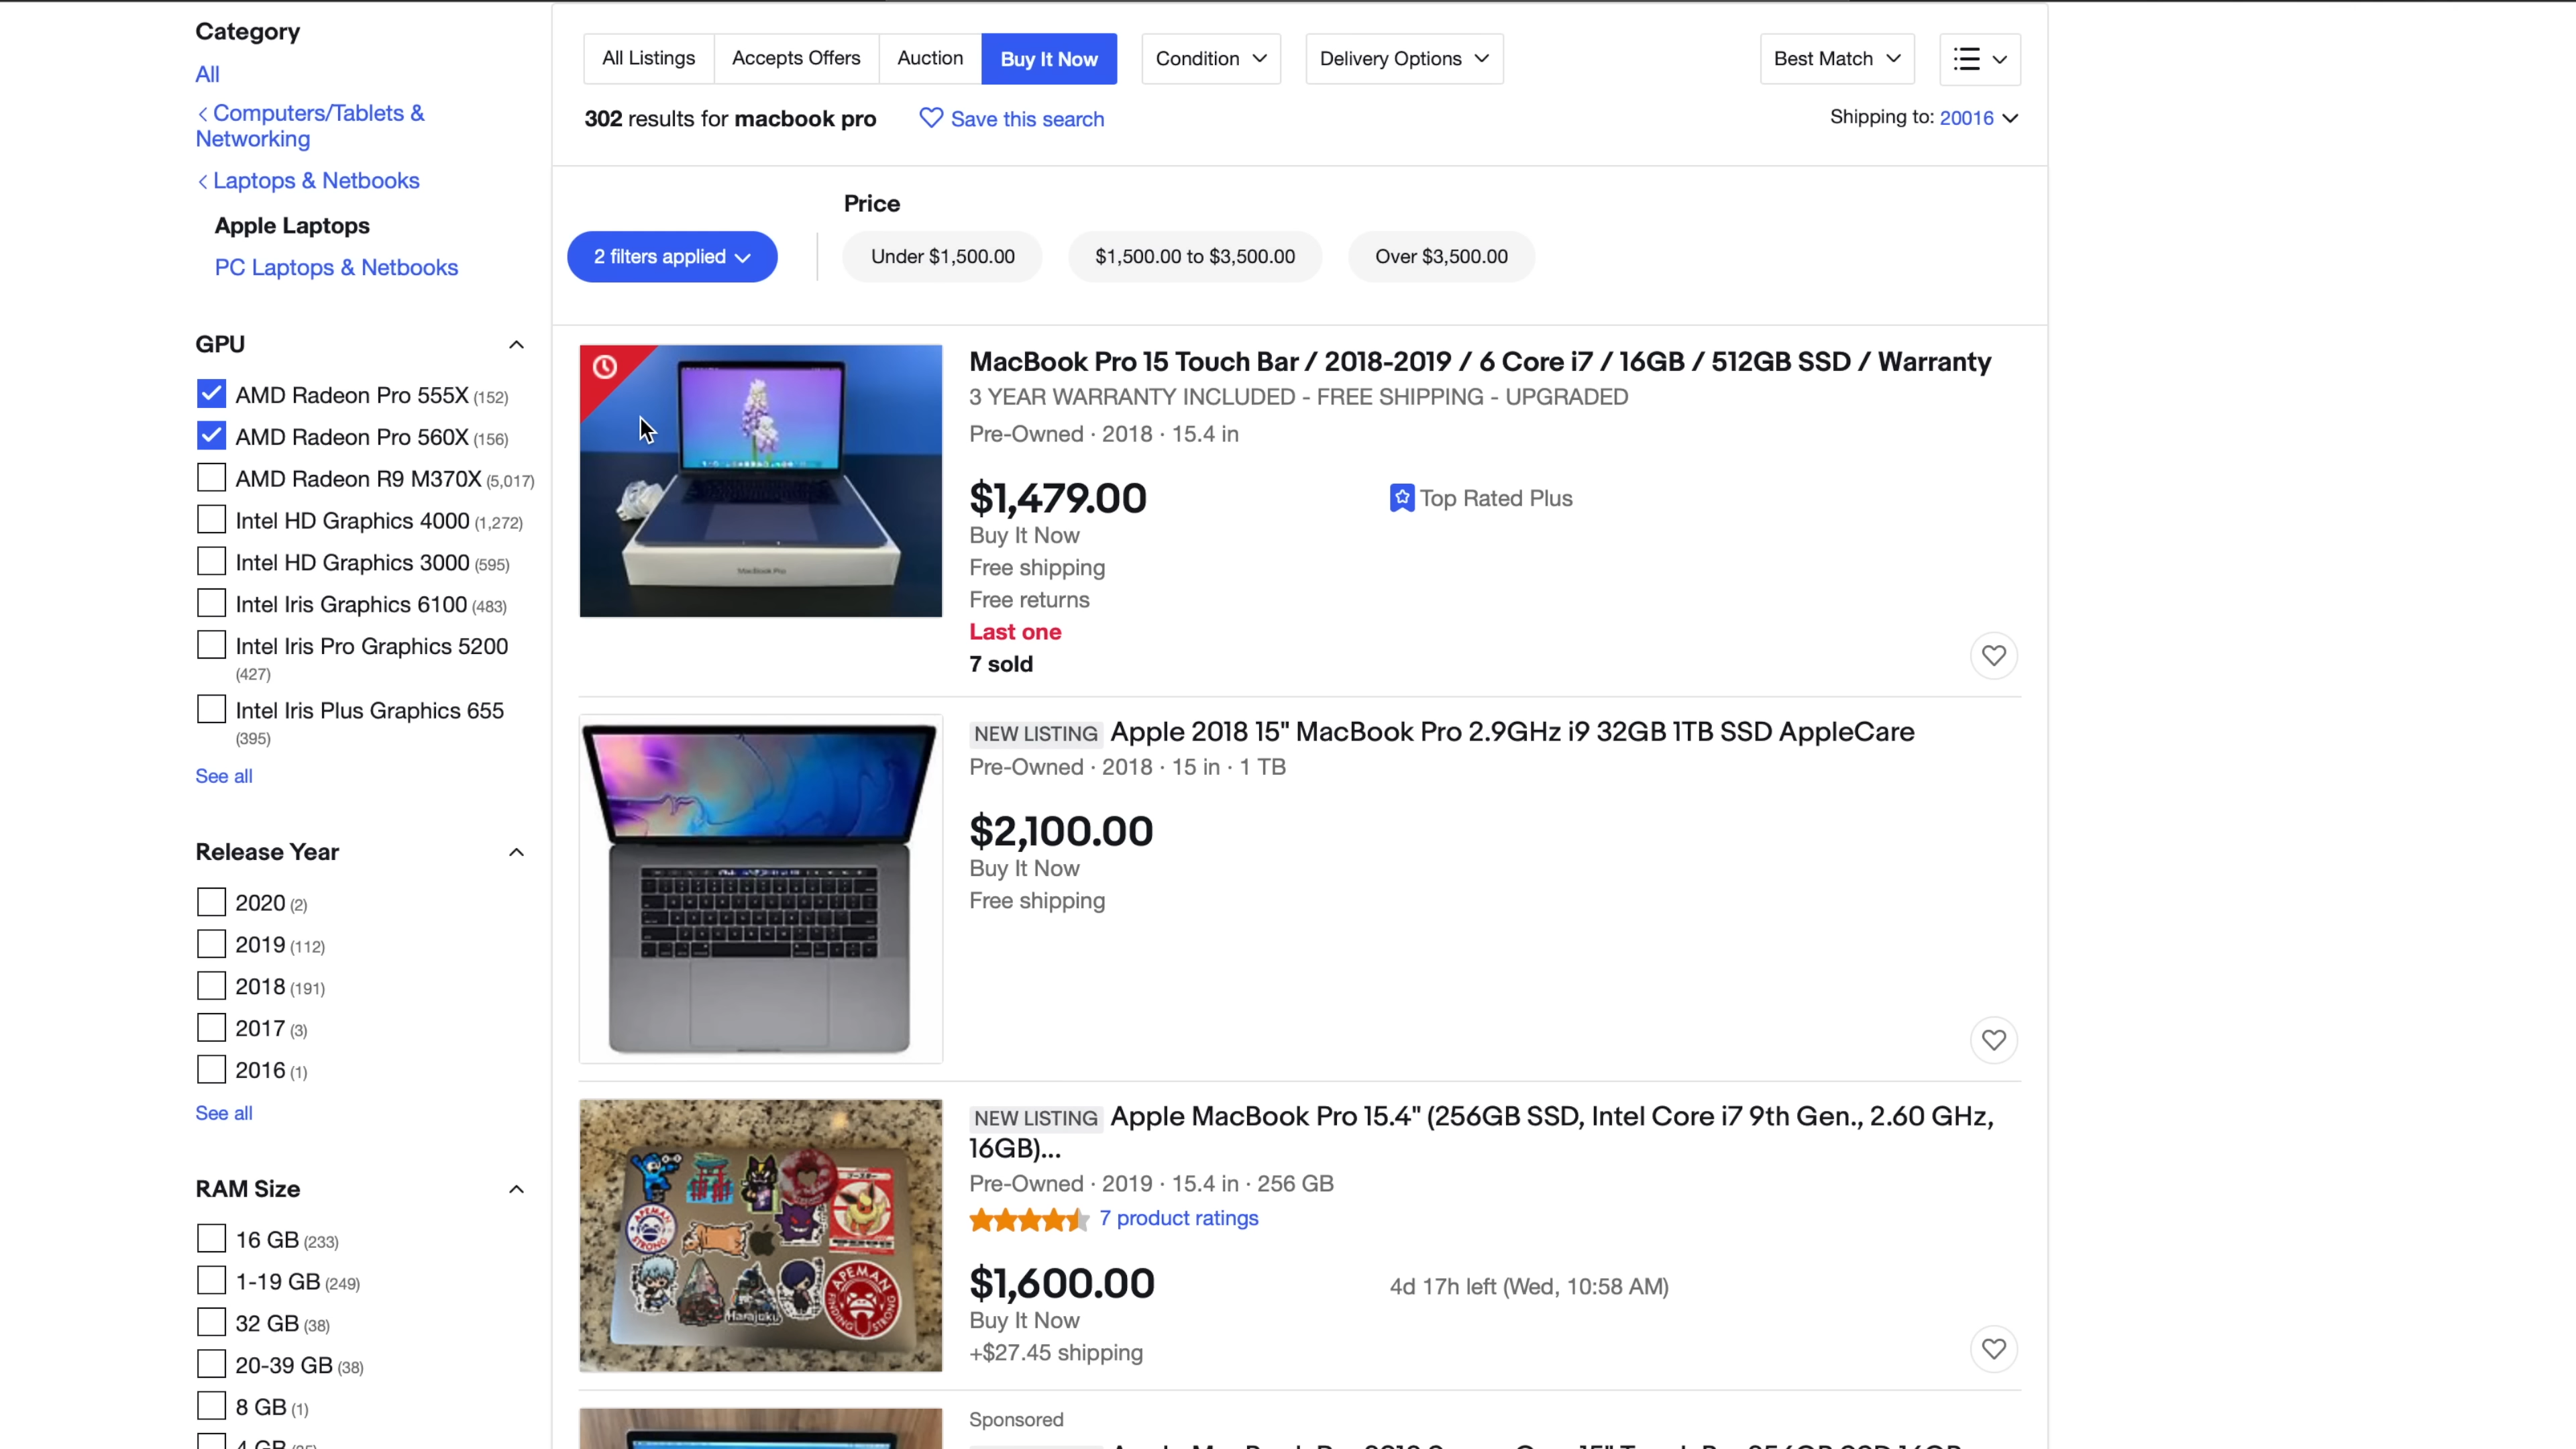 Category
All
Computers/Tablets &
Networking
Laptops & Netbooks
Apple Laptops
PC Laptops & Netbooks
GPU
AMD Radeon Pro 555X (152)
AMD Radeon Pro 560X (156)
AMD Radeon R9 M370X (5,017)
Intel HD Graphics 4000 (1,272)
Intel HD Graphics 3000 (595)
Intel Iris Graphics 6100 (483)
Intel Iris Pro Graphics 5200
(427)
Intel Iris Plus Graphics 655
(395)
See all
Release Year
2020 (2)
2019 (112)
2018 (191)
2017 (3)
2016 (1)
See all
RAM Size
16 GB (233)
1-19 GB (249)
32 GB (38)
20-39 GB (38)
8 GB (1)
All Listings Accepts Offers Auction Buy It Now Condition Delivery Options Best Match
302 results for macbook pro Save this search Shipping to: 20016
Price
2 filters applied Under $1,500.00 $1,500.00 to $3,500.00 Over $3,500.00
MacBook Pro
MacBook Pro 15 Touch Bar / 2018-2019 / 6 Core i7 / 16GB / 512GB SSD / Warranty
3 YEAR WARRANTY INCLUDED - FREE SHIPPING - UPGRADED
Pre-Owned · 2018 · 15.4 in
$1,479.00 Top Rated Plus
Buy It Now
Free shipping
Free returns
Last one
7 sold
NEW LISTING Apple 2018 15" MacBook Pro 2.9GHz i9 32GB 1TB SSD AppleCare
Pre-Owned · 2018 · 15 in · 1 TB
$2,100.00
Buy It Now
Free shipping
NEW LISTING Apple MacBook Pro 15.4" (256GB SSD, Intel Core i7 9th Gen., 2.60 GHz,
16GB)...
Pre-Owned · 2019 · 15.4 in · 256 GB
7 product ratings
$1,600.00 4d 17h left (Wed, 10:58 AM)
Buy It Now
+$27.45 shipping
APEMAN
STRONG
Harajuku
APEMAN
STRONG
Sponsored